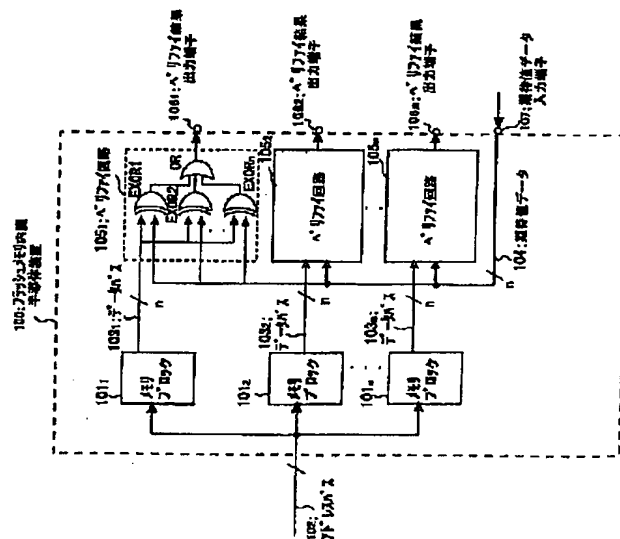 100;フラッシュメモリ内蔵
半導体装置
102;
アドレスバス
101₁
メモリ
ブロック
101₂
メモリ
ブロック
101ₘ
メモリ
ブロック
103₁;データバス
n
103₂;
データバス
n
103ₘ;
データバス
n
105₁;ベリファイ回路
EXOR1
EXOR2
EXORn
OR
105₂
ベリファイ回路
105ₘ
ベリファイ回路
104;期待値データ
n
106₁;ベリファイ結果
出力端子
106₂;ベリファイ結果
出力端子
106ₘ;ベリファイ結果
出力端子
107;期待値データ
入力端子